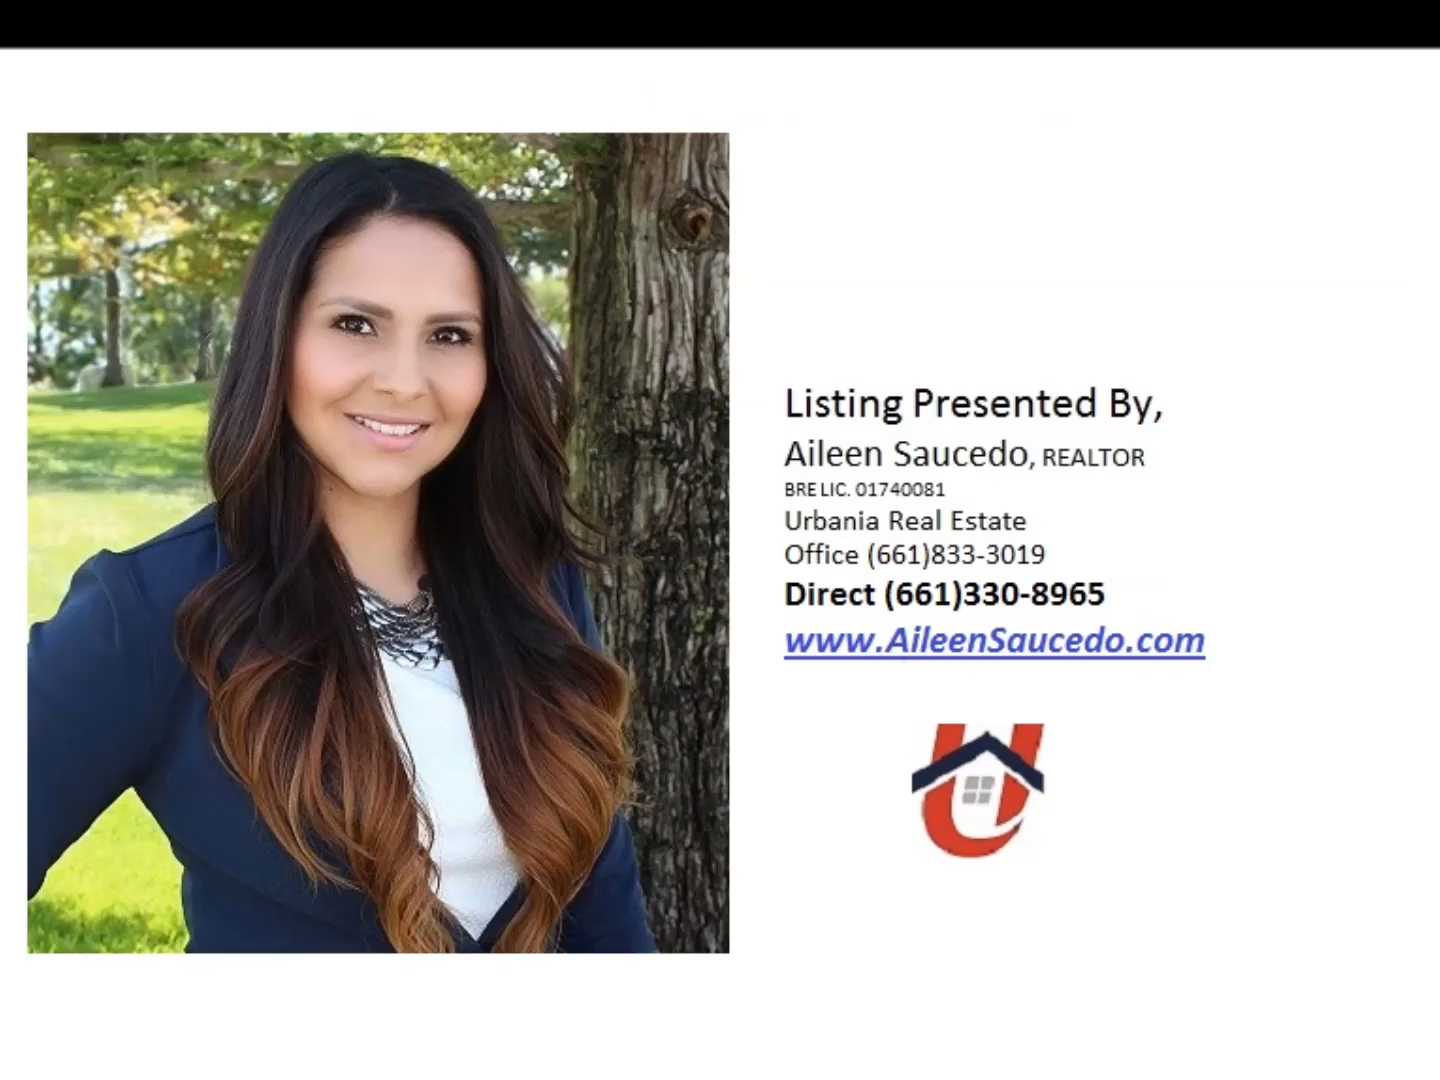 Listing Presented By,
Aileen Saucedo, REALTOR
BRE LIC. 01740081
Urbania Real Estate
Office (661)833-3019
Direct (661)330-8965
www.AileenSaucedo.com